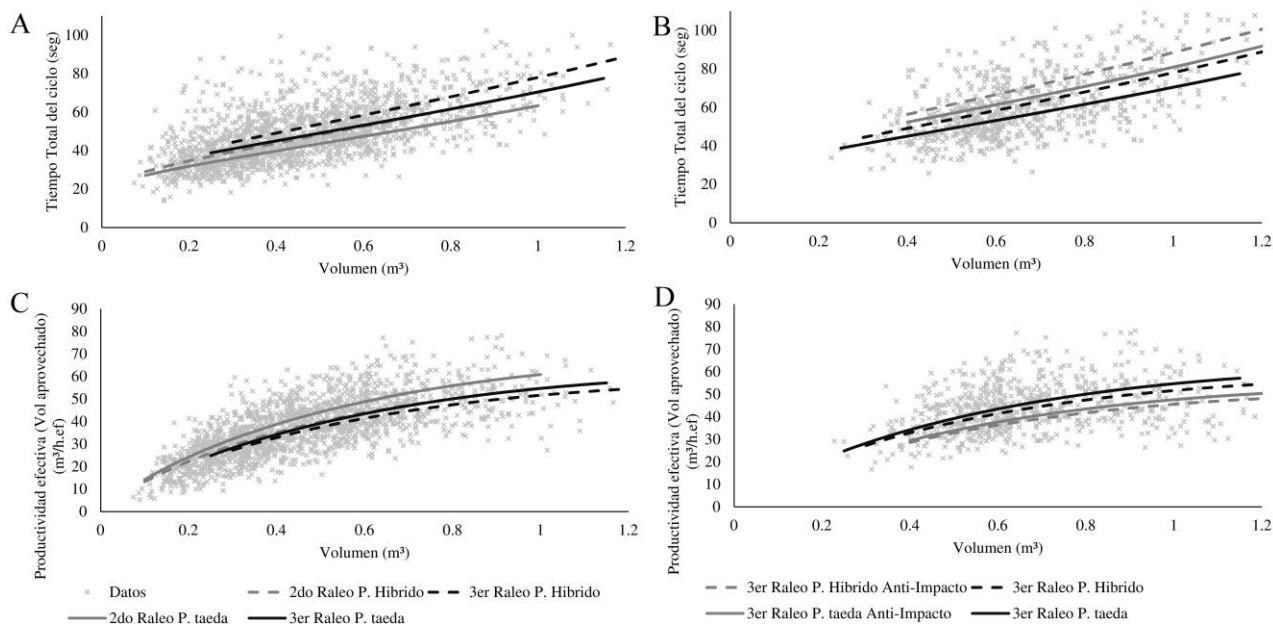 A
Tiempo Total del ciclo (seg)
100
80
60
40
20
0
0
0.2
0.4
0.6
0.8
1
1.2
Volumen (m³)
B
Tiempo Total del ciclo (seg)
100
80
60
40
20
0
0
0.2
0.4
0.6
0.8
1
1.2
Volumen (m³)
C
Productividad efectiva (Vol aprovechado)
(m³/h.ef)
90
80
70
60
50
40
30
20
10
0
0
0.2
0.4
0.6
0.8
1
1.2
Volumen (m³)
Datos
2do Raleo P. Hibrido
3er Raleo P. Hibrido
2do Raleo P. taeda
3er Raleo P. taeda
D
Productividad efectiva (Vol aprovechado)
(m³/h.ef)
90
80
70
60
50
40
30
20
10
0
0
0.2
0.4
0.6
0.8
1
1.2
Volumen (m³)
3er Raleo P. Hibrido Anti-Impacto
3er Raleo P. Hibrido
3er Raleo P. taeda Anti-Impacto
3er Raleo P. taeda